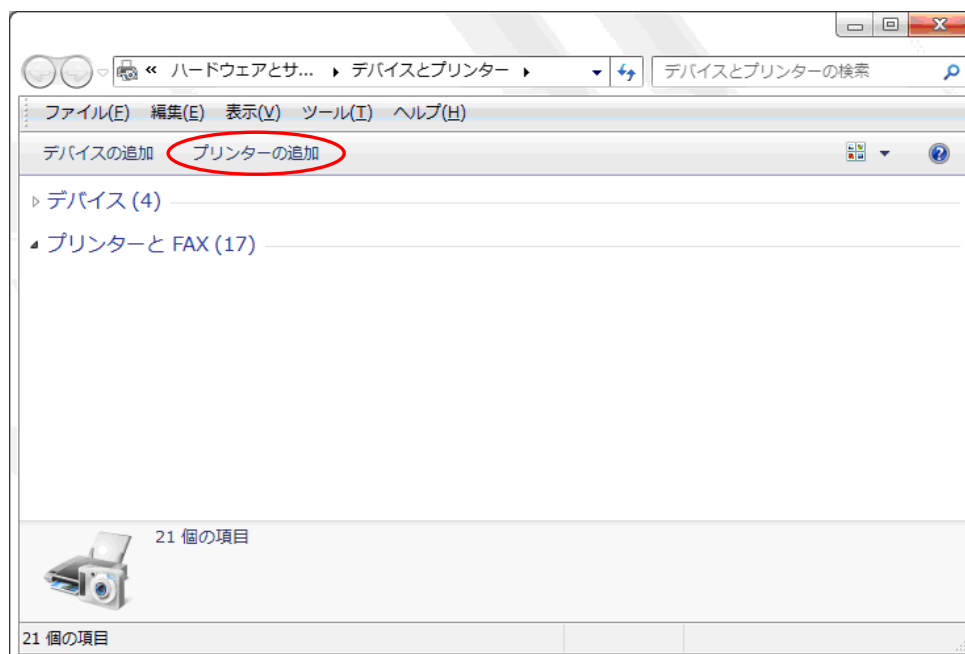 « ハードウェアとサ... ▸ デバイスとプリンター ▸ デバイスとプリンターの検索
ファイル(F) 編集(E) 表示(V) ツール(T) ヘルプ(H)
デバイスの追加 プリンターの追加
デバイス (4)
プリンターと FAX (17)
21 個の項目
21 個の項目